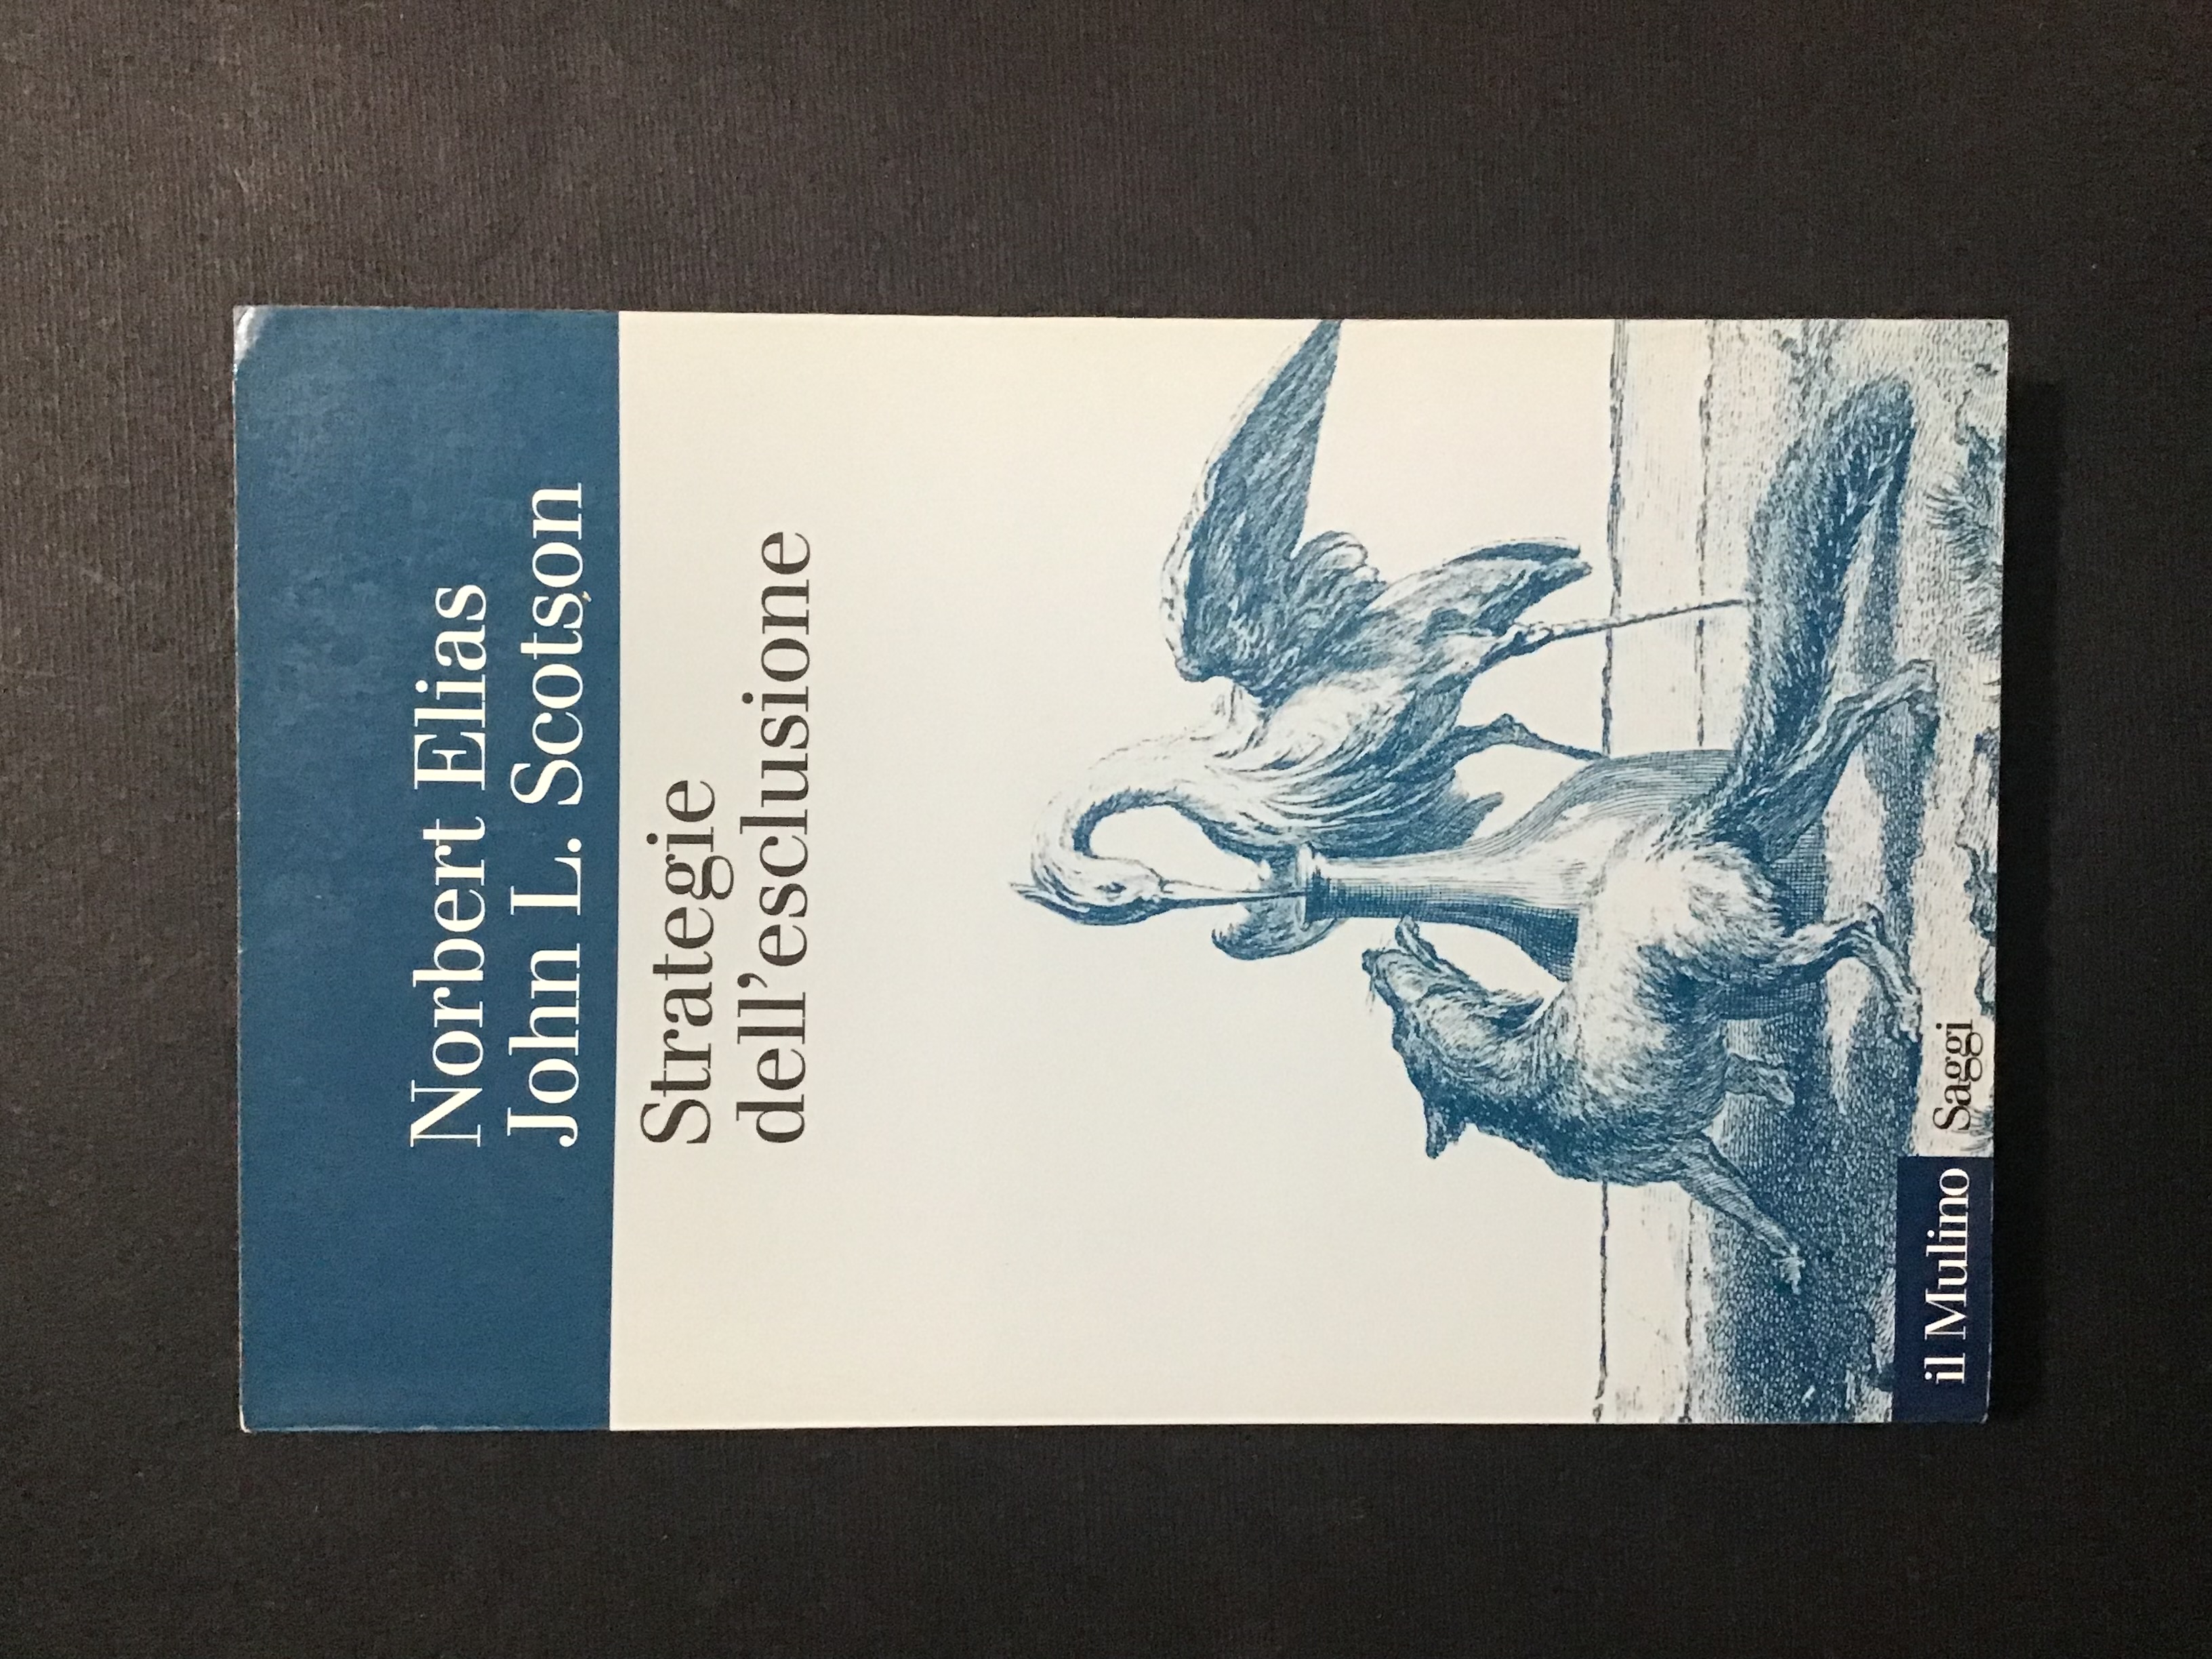 Norbert Elias
John L. Scotson
Strategie
dell'esclusione
il Mulino Saggi